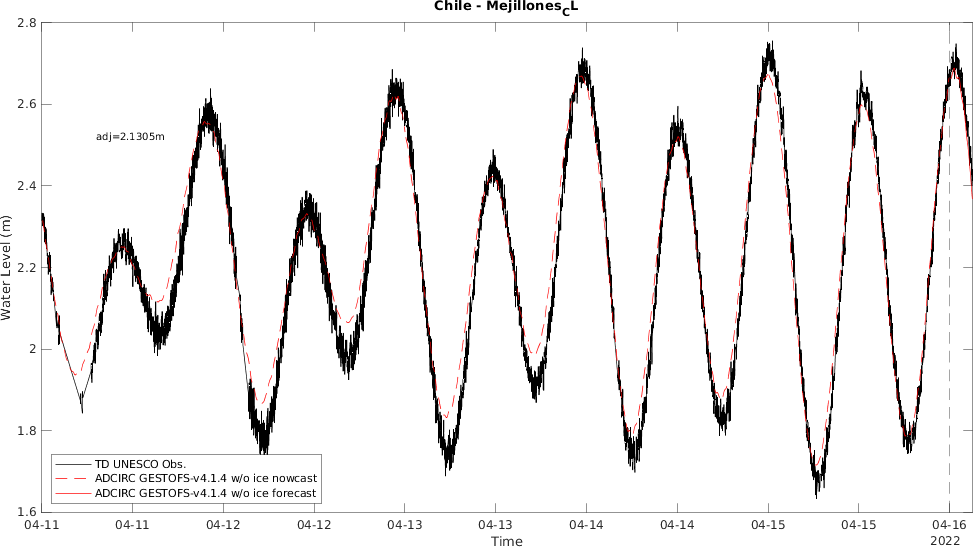 Chile - Mejillones_CL
2.8
2.6
2.4
2.2
2
1.8
1.6
Water Level (m)
adj=2.1305m
TD UNESCO Obs.
ADCIRC GESTOFS-v4.1.4 w/o ice nowcast
ADCIRC GESTOFS-v4.1.4 w/o ice forecast
04-11 04-11 04-12 04-12 04-13 04-13 04-14 04-14 04-15 04-15 04-16
Time 2022